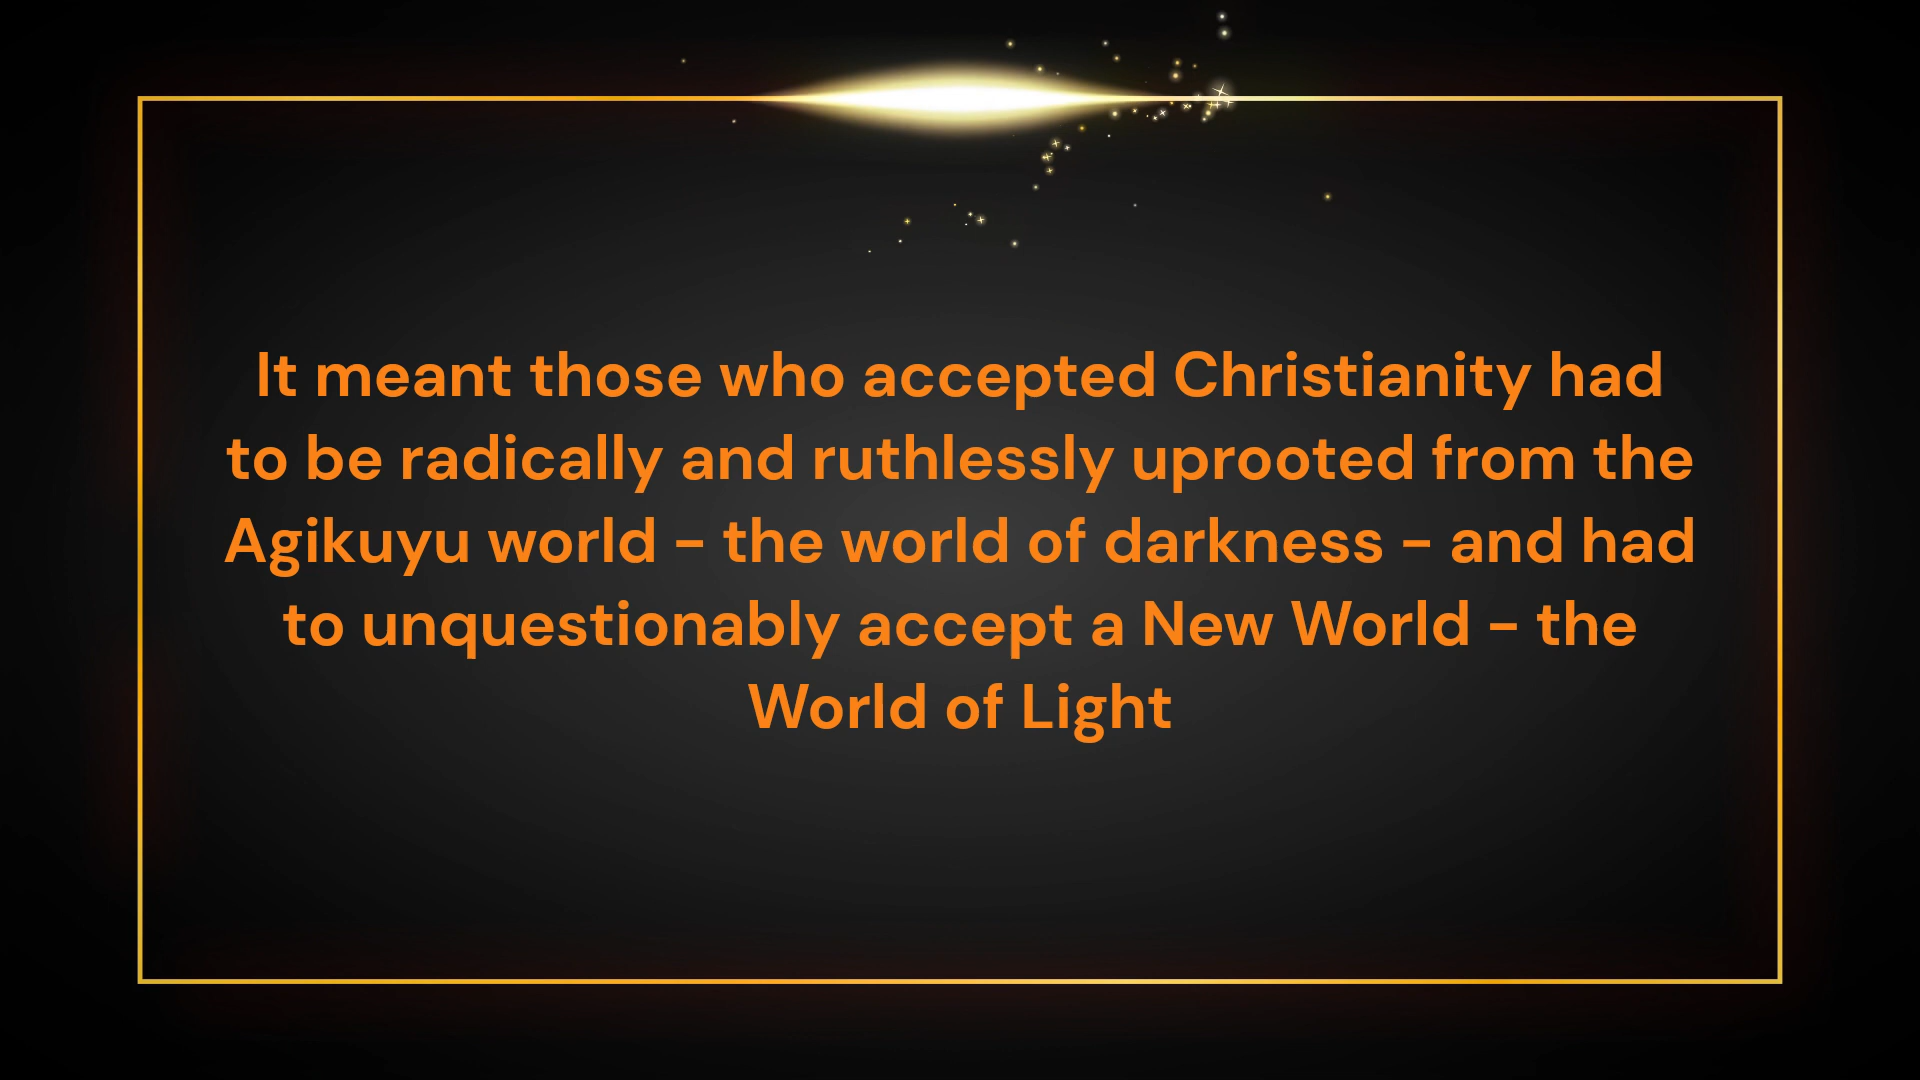 It meant those who accepted Christianity had
to be radically and ruthlessly uprooted from the
Agikuyu world - the world of darkness - and had
to unquestionably accept a New World - the
World of Light